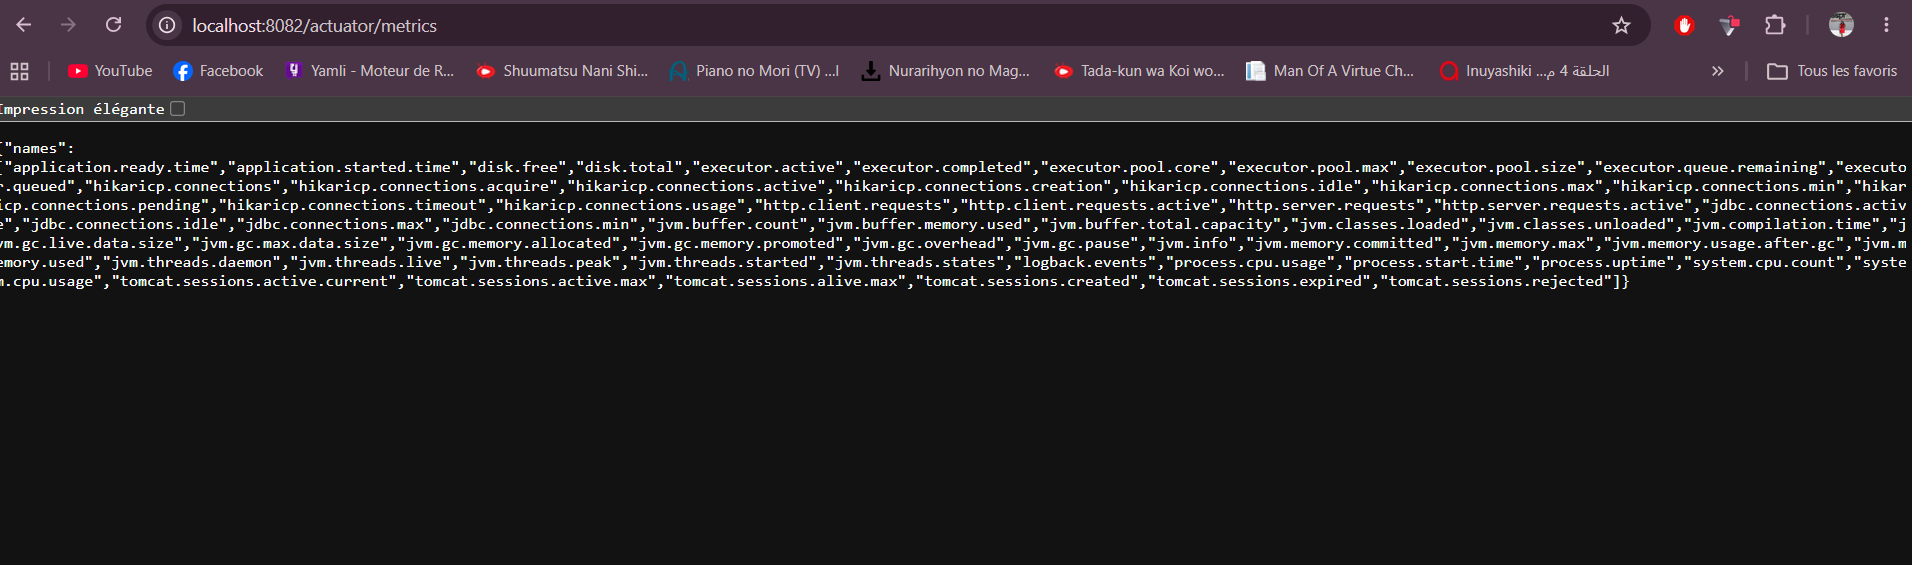 localhost:8082/actuator/metrics
YouTube Facebook Yamli - Moteur de R... Shuumatsu Nani Shi... Piano no Mori (TV) ...l Nurarihyon no Mag... Tada-kun wa Koi wo... Man Of A Virtue Ch... Inuyashiki الحلقة 4 م... » Tous les favoris
Impression élégante
{"names":
["application.ready.time","application.started.time","disk.free","disk.total","executor.active","executor.completed","executor.pool.core","executor.pool.max","executor.pool.size","executor.queue.remaining","executo
r.queued","hikaricp.connections","hikaricp.connections.acquire","hikaricp.connections.active","hikaricp.connections.creation","hikaricp.connections.idle","hikaricp.connections.max","hikaricp.connections.min","hikar
icp.connections.pending","hikaricp.connections.timeout","hikaricp.connections.usage","http.client.requests","http.client.requests.active","http.server.requests","http.server.requests.active","jdbc.connections.activ
e","jdbc.connections.idle","jdbc.connections.max","jdbc.connections.min","jvm.buffer.count","jvm.buffer.memory.used","jvm.buffer.total.capacity","jvm.classes.loaded","jvm.classes.unloaded","jvm.compilation.time","j
vm.gc.live.data.size","jvm.gc.max.data.size","jvm.gc.memory.allocated","jvm.gc.memory.promoted","jvm.gc.overhead","jvm.gc.pause","jvm.info","jvm.memory.committed","jvm.memory.max","jvm.memory.usage.after.gc","jvm.m
emory.used","jvm.threads.daemon","jvm.threads.live","jvm.threads.peak","jvm.threads.started","jvm.threads.states","logback.events","process.cpu.usage","process.start.time","process.uptime","system.cpu.count","syste
m.cpu.usage","tomcat.sessions.active.current","tomcat.sessions.active.max","tomcat.sessions.alive.max","tomcat.sessions.created","tomcat.sessions.expired","tomcat.sessions.rejected"]}